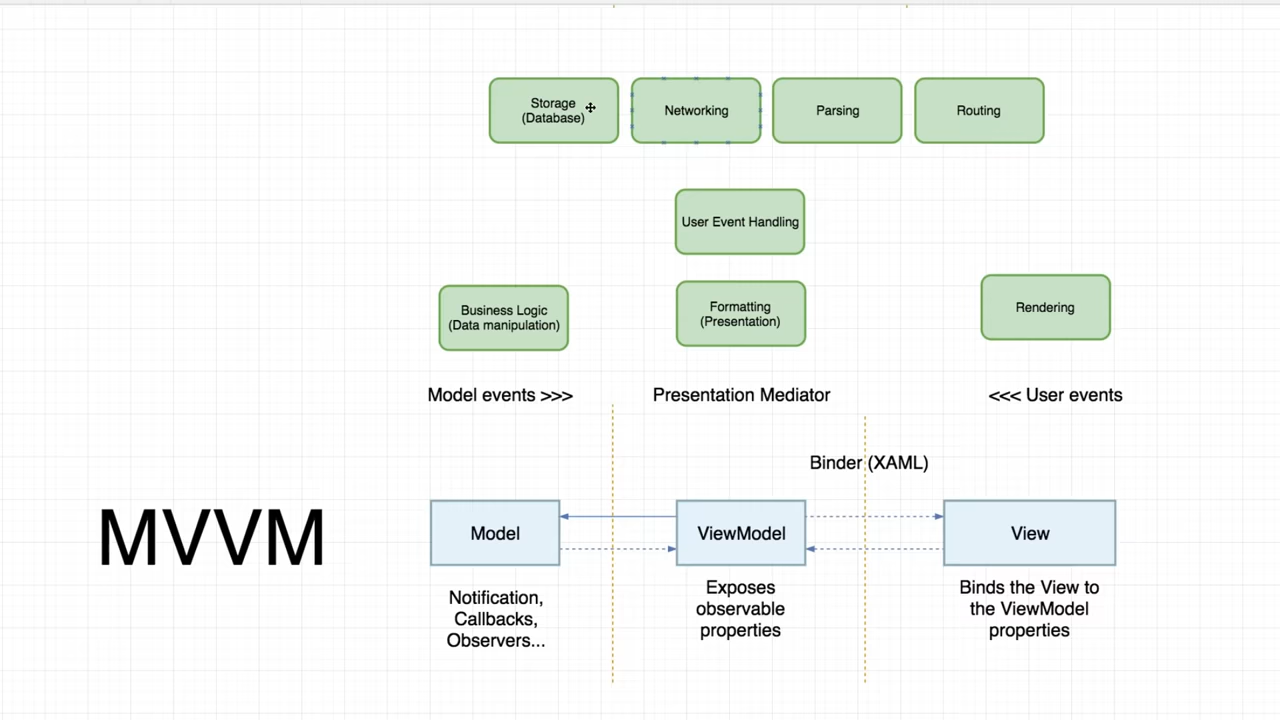 Storage
(Database)
Networking
Parsing
Routing
User Event Handling
Business Logic
(Data manipulation)
Formatting
(Presentation)
Rendering
Model events >>>
Presentation Mediator
<<< User events
Binder (XAML)
MVVM
Model
ViewModel
View
Notification,
Callbacks,
Observers...
Exposes
observable
properties
Binds the View to
the ViewModel
properties